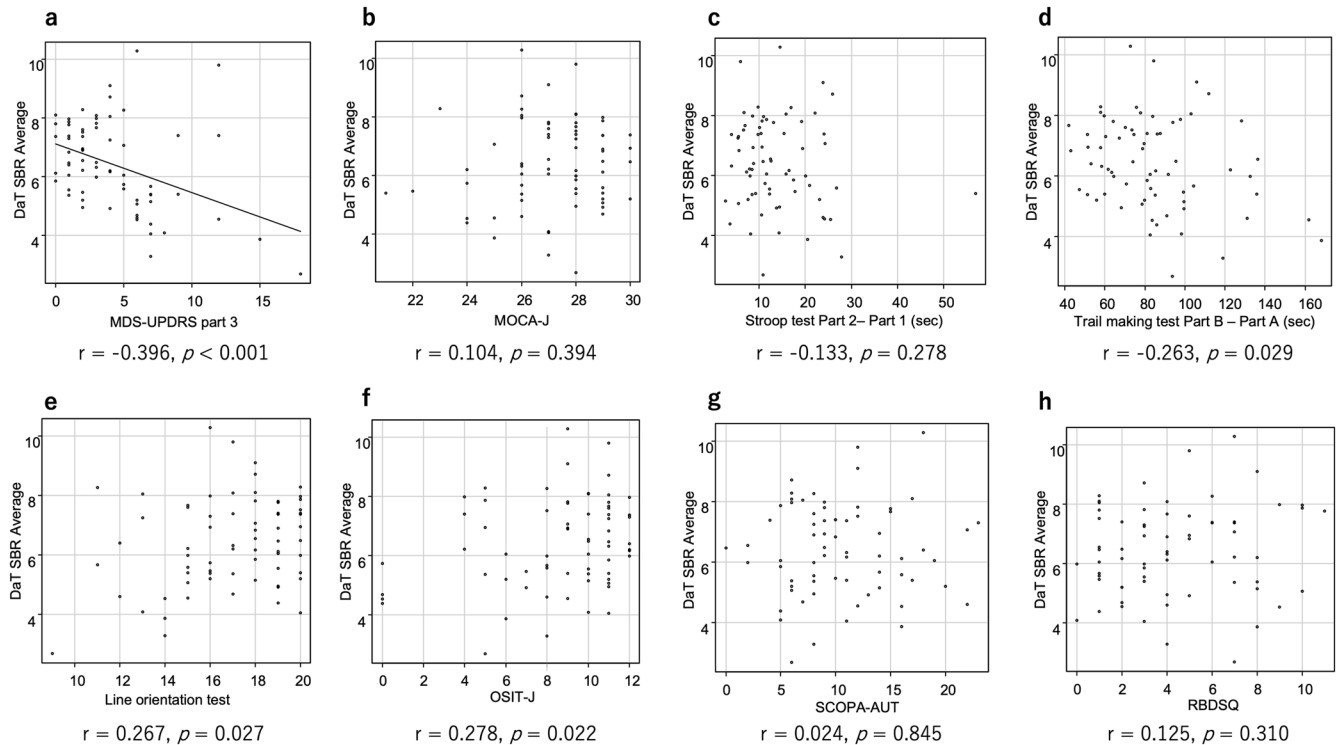 a
b
c
d
10
8
6
4
DaT SBR Average
0 5 10 15
MDS-UPDRS part 3
r = -0.396, p < 0.001
10
8
6
4
DaT SBR Average
22 24 26 28 30
MOCA-J
r = 0.104, p = 0.394
10
8
6
4
DaT SBR Average
10 20 30 40 50
Stroop test Part 2– Part 1 (sec)
r = -0.133, p = 0.278
10
8
6
4
DaT SBR Average
40 60 80 100 120 140 160
Trail making test Part B – Part A (sec)
r = -0.263, p = 0.029
e
f
g
h
10
8
6
4
DaT SBR Average
10 12 14 16 18 20
Line orientation test
r = 0.267, p = 0.027
10
8
6
4
DaT SBR Average
0 2 4 6 8 10 12
OSIT-J
r = 0.278, p = 0.022
10
8
6
4
DaT SBR Average
0 5 10 15 20
SCOPA-AUT
r = 0.024, p = 0.845
10
8
6
4
DaT SBR Average
0 2 4 6 8 10
RBDSQ
r = 0.125, p = 0.310